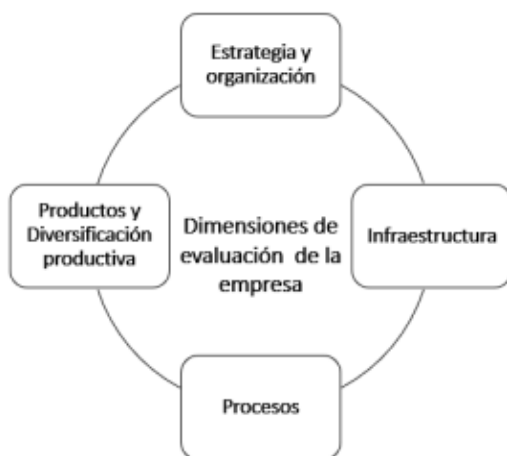 Estrategia y
organización
Productos y
Diversificación
productiva
Dimensiones de
evaluación de la
empresa
Infraestructura
Procesos